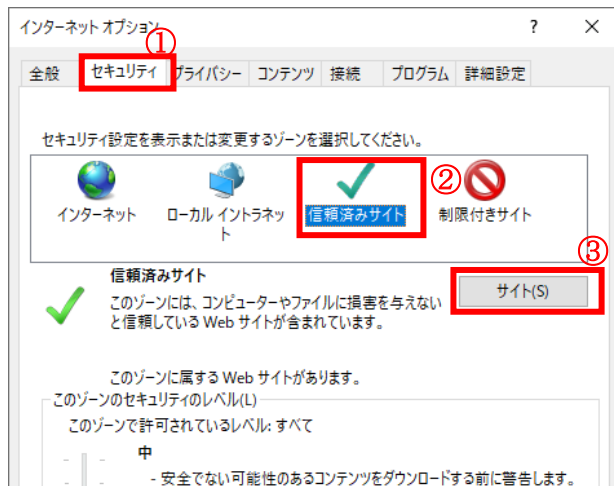 インターネット オプション ? ×
①
全般 セキュリティ プライバシー コンテンツ 接続 プログラム 詳細設定
セキュリティ設定を表示または変更するゾーンを選択してください。
②
インターネット ローカル イントラネット 信頼済みサイト 制限付きサイト
③
信頼済みサイト
サイト(S)
このゾーンには、コンピューターやファイルに損害を与えない
と信頼している Web サイトが含まれています。
このゾーンに属する Web サイトがあります。
このゾーンのセキュリティのレベル(L)
このゾーンで許可されているレベル: すべて
中
- 安全でない可能性のあるコンテンツをダウンロードする前に警告します。